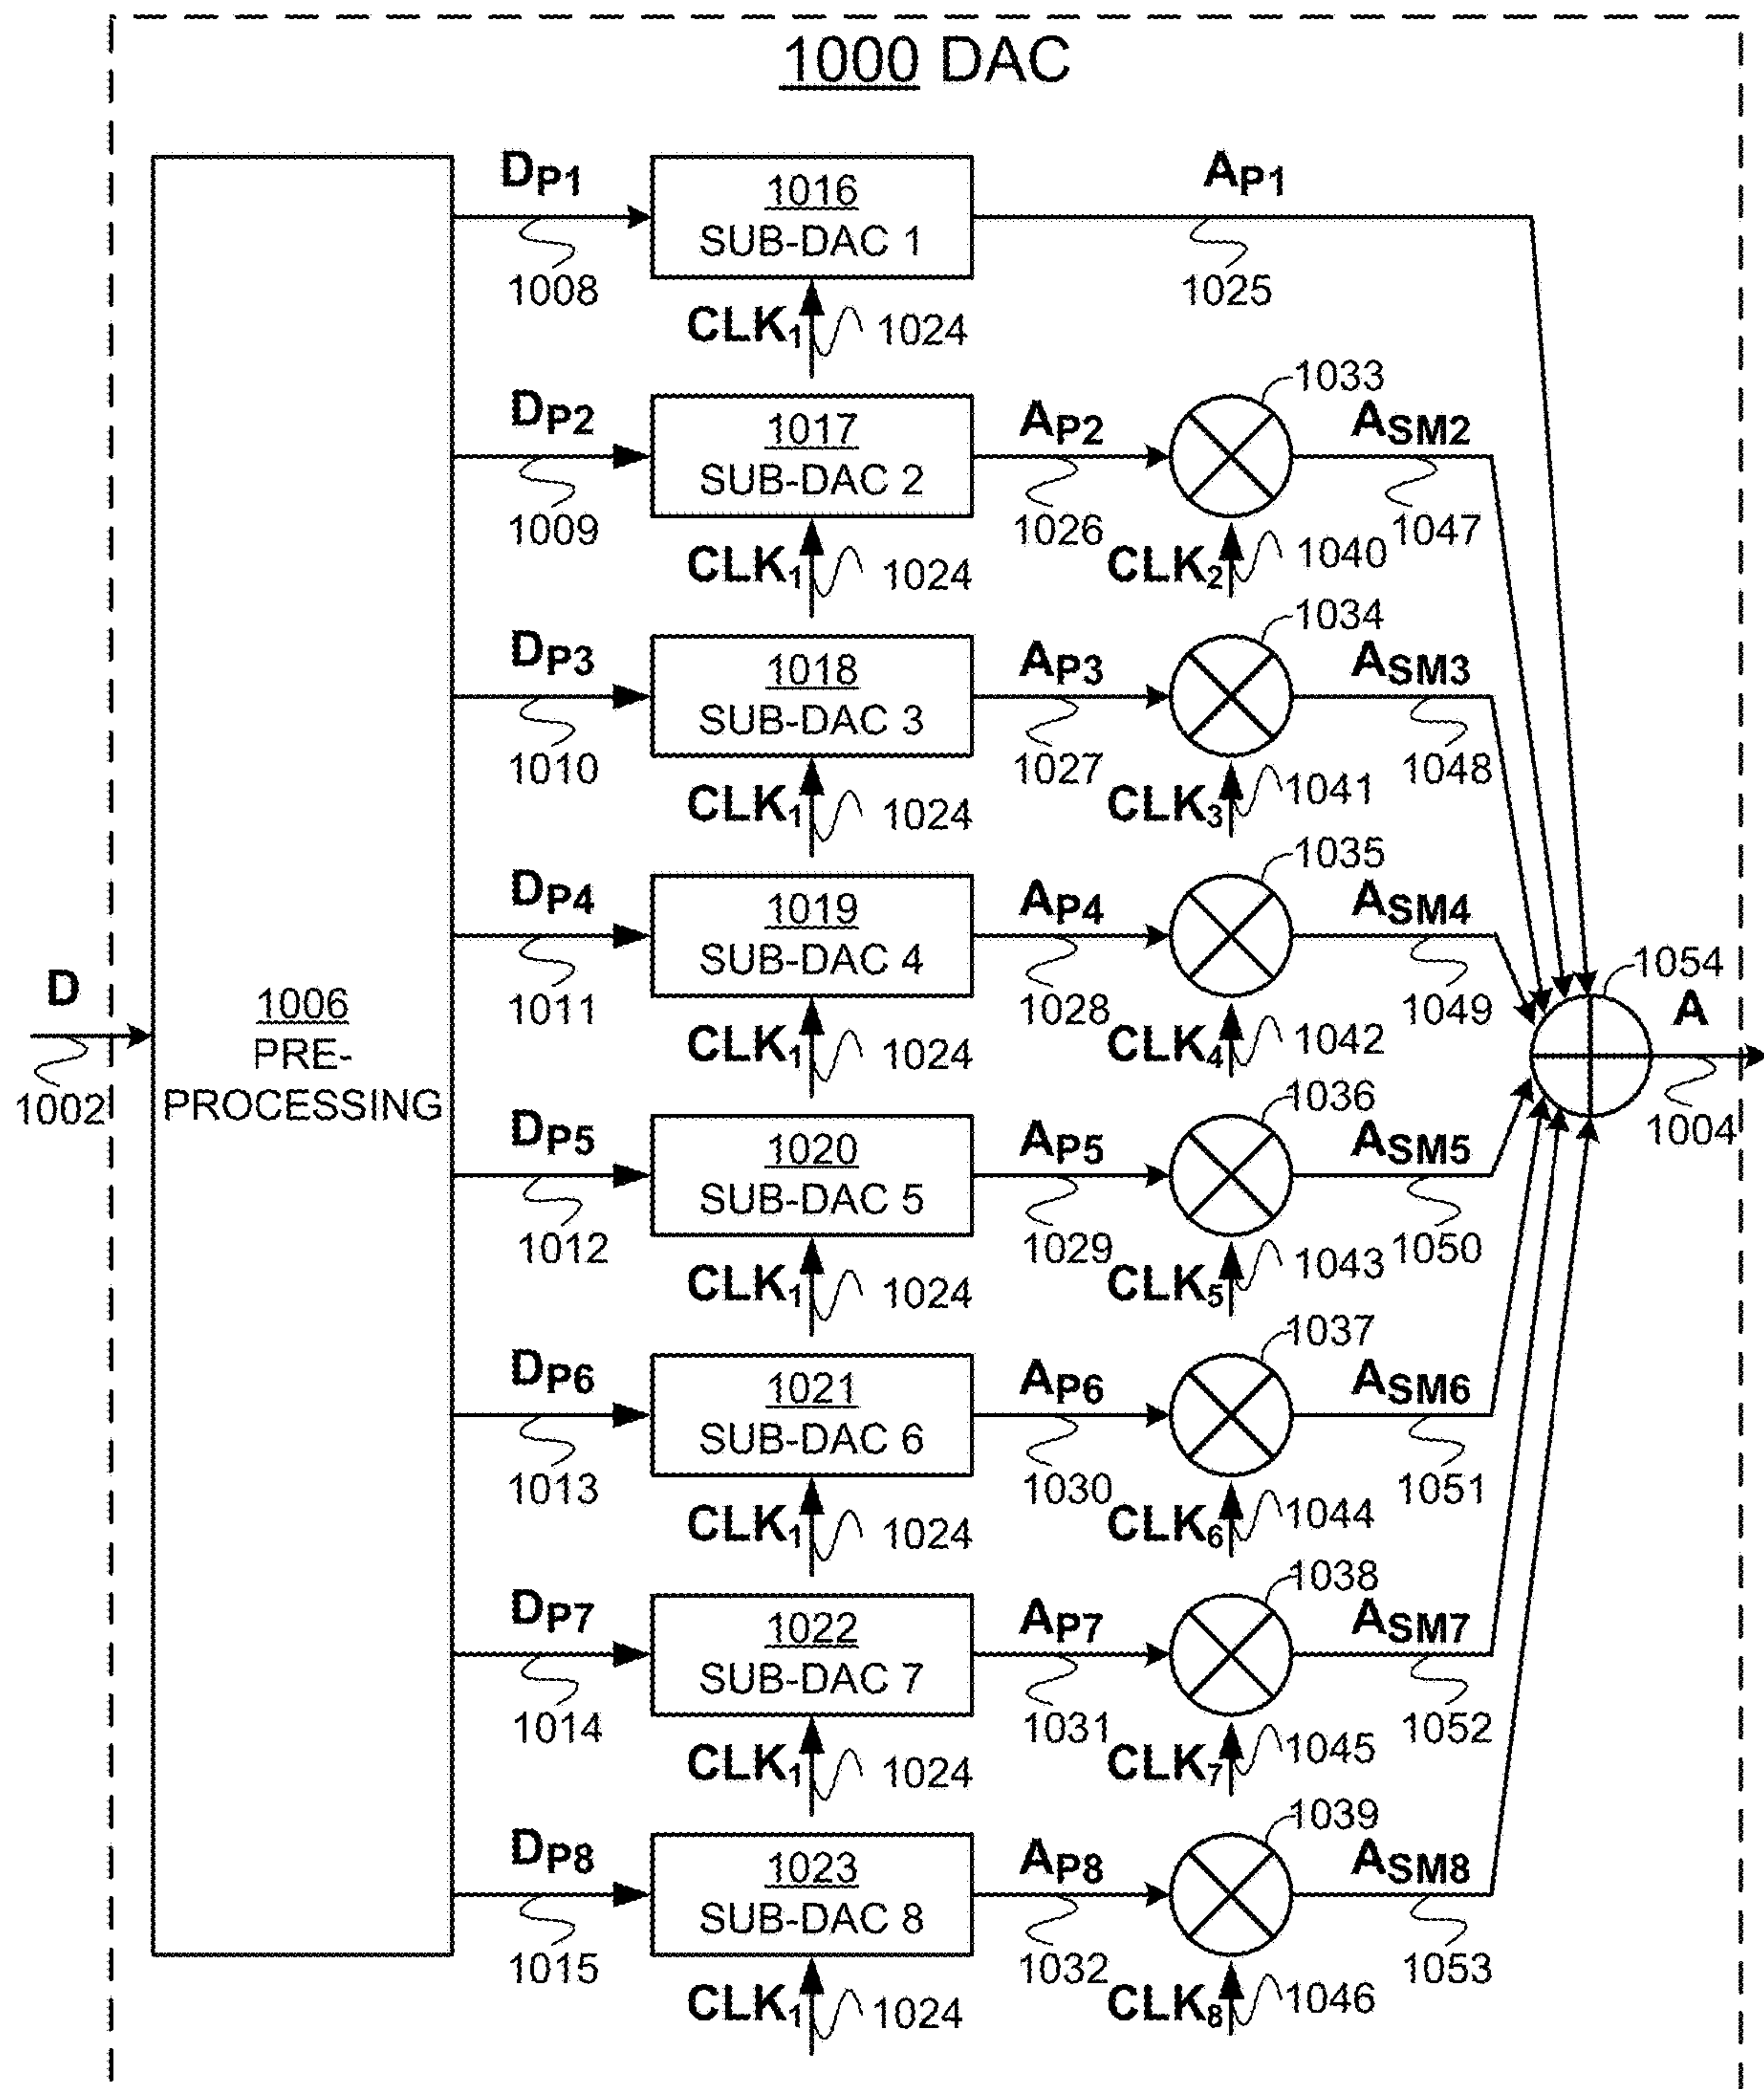 1000 DAC
DP1
1016
SUB-DAC 1
AP1
1008
1025
CLK1
1024
1033
DP2
1017
SUB-DAC 2
AP2
ASM2
1009
1026
1047
CLK1
1024
CLK2
1040
1034
DP3
1018
SUB-DAC 3
AP3
ASM3
1010
1027
1048
CLK1
1024
CLK3
1041
1035
DP4
1019
SUB-DAC 4
AP4
ASM4
1011
1028
1049
1054
D
A
1006
PRE-
PROCESSING
CLK1
1024
CLK4
1042
1002
1004
1036
DP5
1020
SUB-DAC 5
AP5
ASM5
1012
1029
1050
CLK1
1024
CLK5
1043
1037
DP6
1021
SUB-DAC 6
AP6
ASM6
1013
1030
1051
CLK1
1024
CLK6
1044
1038
DP7
1022
SUB-DAC 7
AP7
ASM7
1014
1031
1052
CLK1
1024
CLK7
1045
1039
DP8
1023
SUB-DAC 8
AP8
ASM8
1015
1032
1053
CLK1
1024
CLK8
1046